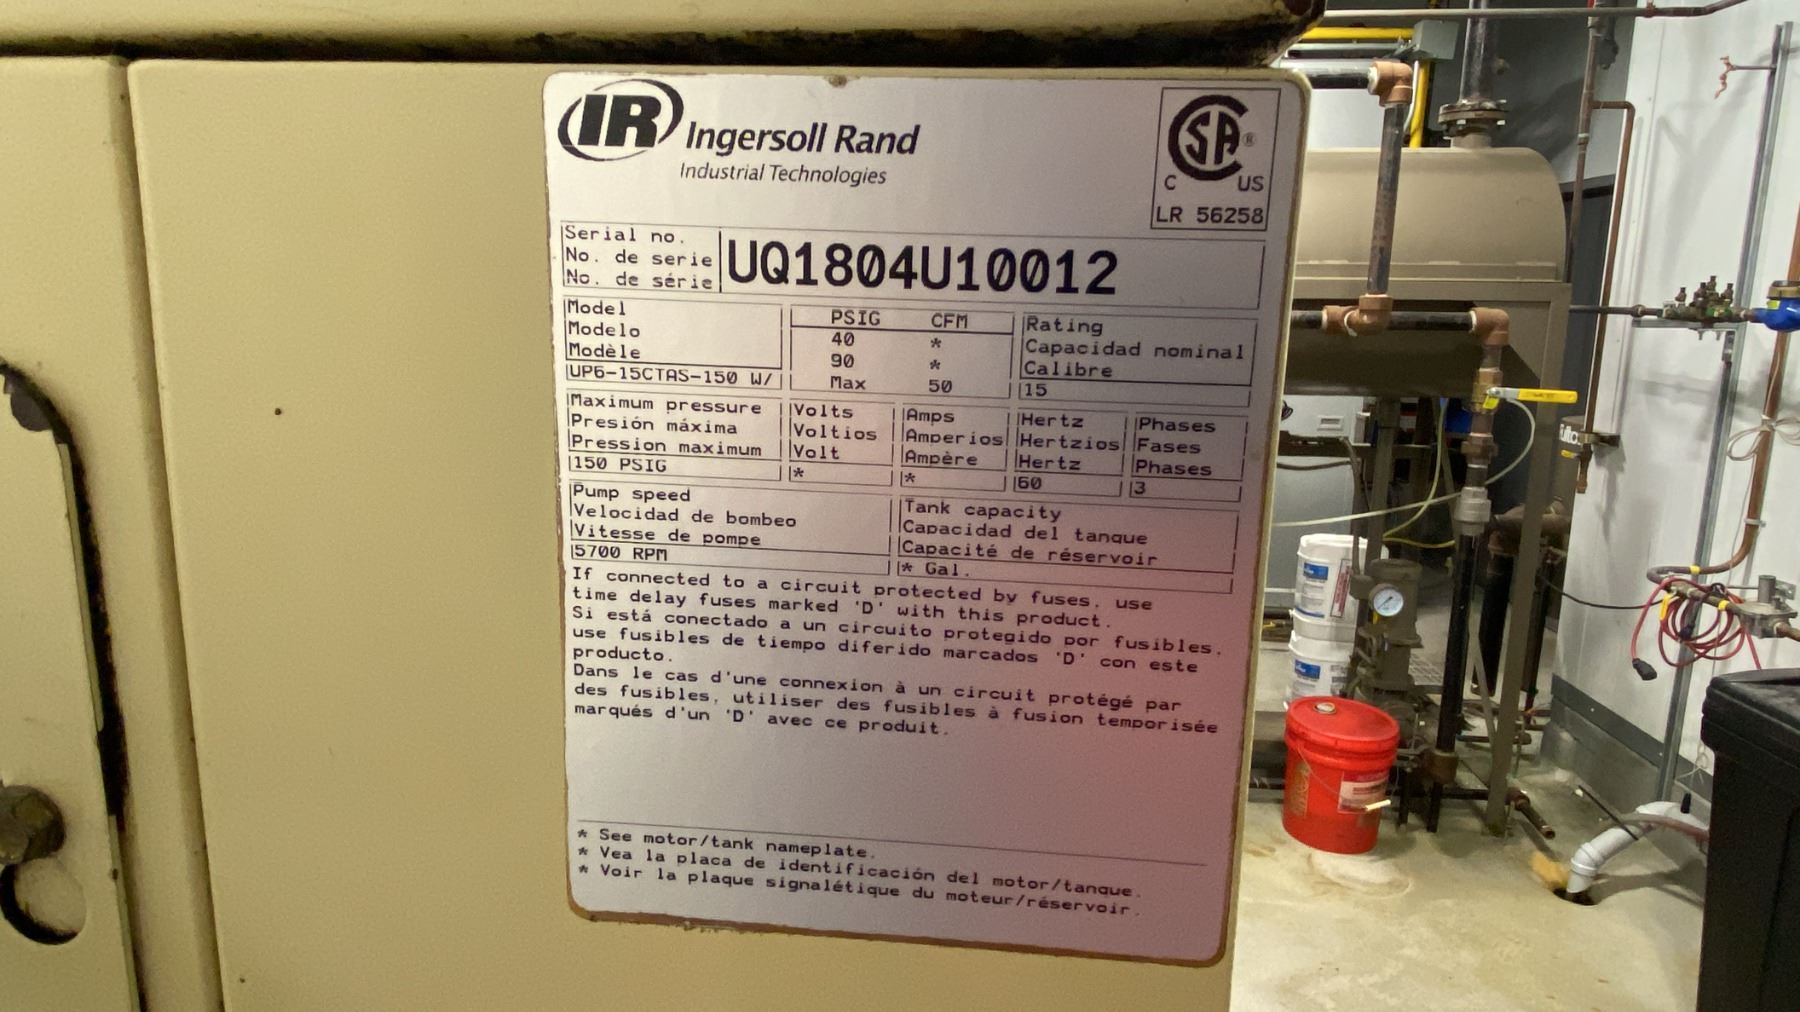 IR Ingersoll Rand
Industrial Technologies
CSA®
C US
LR 56258
Serial no.
No. de serie
No. de série
UQ1804U10012
Model
Modelo
Modèle
UP6-15CTAS-150 W/
PSIG CFM
40 *
90 *
Max 50
Rating
Capacidad nominal
Calibre
15
Maximum pressure
Presión máxima
Pression maximum
150 PSIG
Volts
Voltios
Volt
*
Amps
Amperios
Ampère
*
Hertz
Hertzios
Hertz
60
Phases
Fases
Phases
3
Pump speed
Velocidad de bombeo
Vitesse de pompe
5700 RPM
Tank capacity
Capacidad del tanque
Capacité de réservoir
* Gal.
If connected to a circuit protected by fuses, use
time delay fuses marked 'D' with this product.
Si está conectado a un circuito protegido por fusibles,
use fusibles de tiempo diferido marcados 'D' con este
producto.
Dans le cas d'une connexion à un circuit protégé par
des fusibles, utiliser des fusibles à fusion temporisée
marqués d'un 'D' avec ce produit.
* See motor/tank nameplate.
* Vea la placa de identificación del motor/tanque.
* Voir la plaque signalétique du moteur/réservoir.